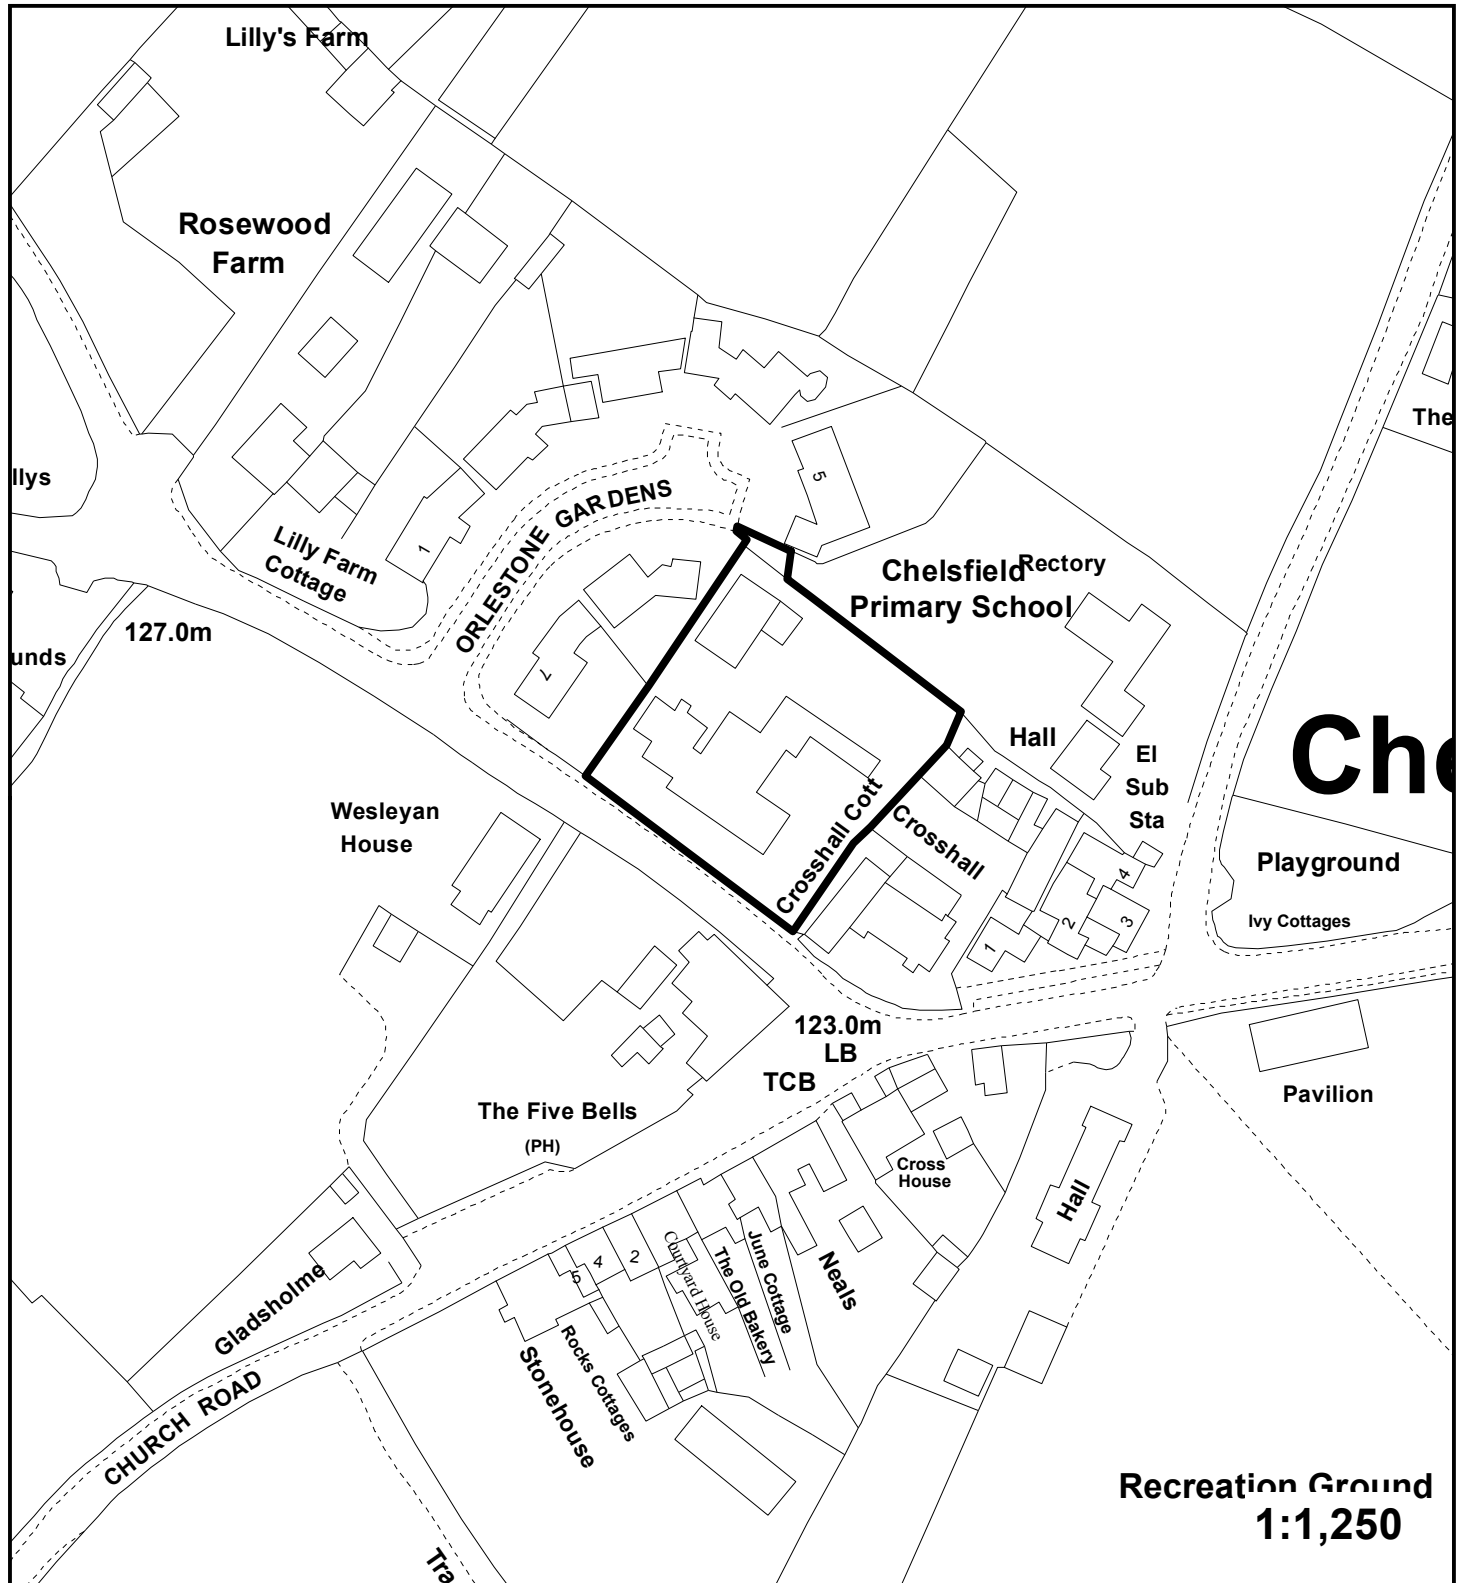 Lilly's Farm
Rosewood
Farm
The
llys
ORLESTONE GARDENS
5
Lilly Farm
Cottage
1
Chelsfield
Rectory
Primary School
127.0m
unds
7
Hall
El
Sub
Sta
Che
Wesleyan
House
Crosshall Cott
Crosshall
Playground
4
3
2
1
Ivy Cottages
123.0m
LB
TCB
Pavilion
The Five Bells
(PH)
Cross
House
Hall
Gladsholme
5
4
2
Courtyard House
The Old Bakery
June Cottage
Neals
Rocks Cottages
Stonehouse
CHURCH ROAD
Recreation Ground
1:1,250
Tra